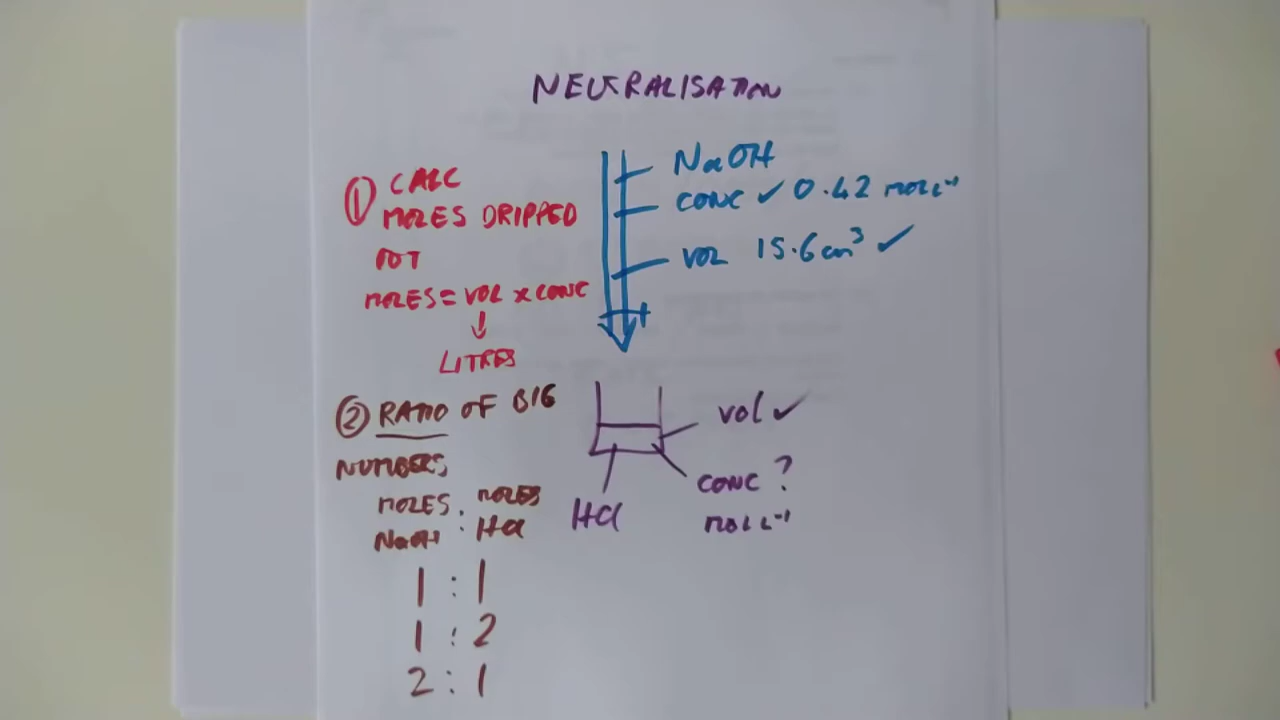 NEUTRALISATION
① CALC
MOLES DRIPPED
OUT
MOLES = VOL x CONC
↓
LITRES
NaOH
CONC ✓ 0.42 MOL L⁻¹
VOL 15.6 cm³ ✓
② RATIO OF BIG
NUMBERS
MOLES : MOLES
NaOH : HCl
1 : 1
1 : 2
2 : 1
VOL ✓
CONC ?
MOL L⁻¹
HCl